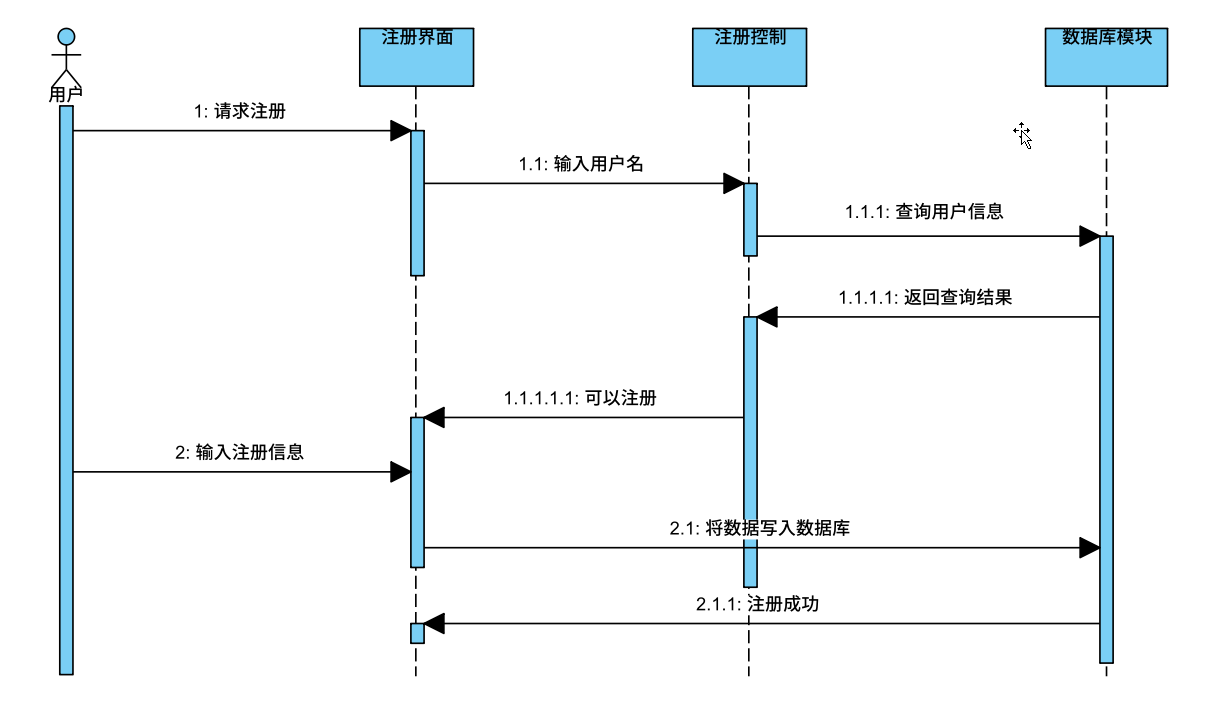 注册界面
注册控制
数据库模块
用户
1: 请求注册
1.1: 输入用户名
1.1.1: 查询用户信息
1.1.1.1: 返回查询结果
1.1.1.1.1: 可以注册
2: 输入注册信息
2.1: 将数据写入数据库
2.1.1: 注册成功